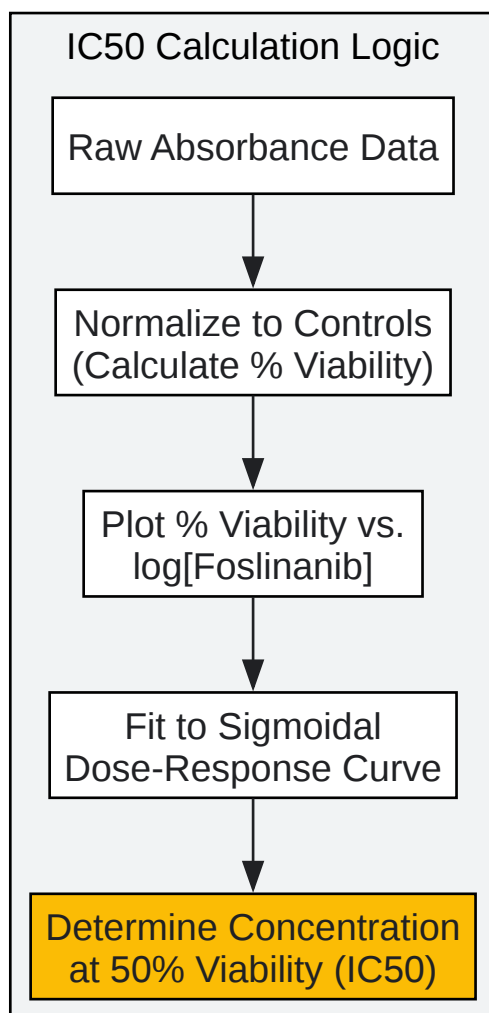 IC50 Calculation Logic
Raw Absorbance Data
Normalize to Controls
(Calculate % Viability)
Plot % Viability vs.
log[Foslinanib]
Fit to Sigmoidal
Dose-Response Curve
Determine Concentration
at 50% Viability (IC50)